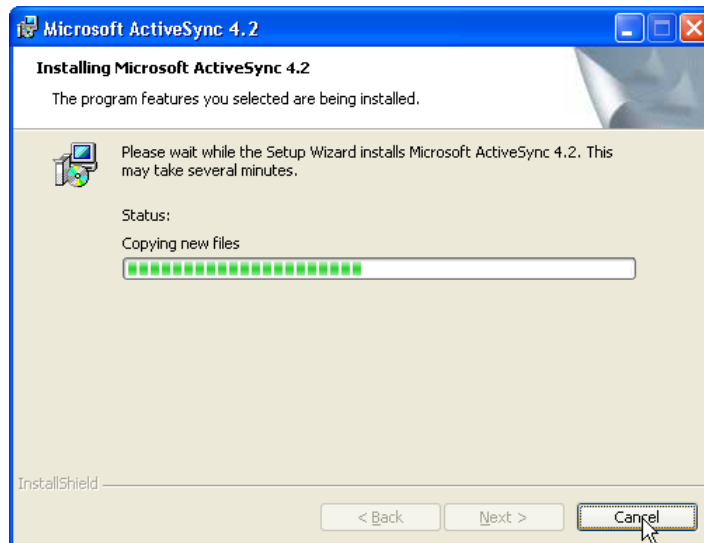 Microsoft ActiveSync 4.2
Installing Microsoft ActiveSync 4.2
The program features you selected are being installed.
Please wait while the Setup Wizard installs Microsoft ActiveSync 4.2. This
may take several minutes.
Status:
Copying new files
InstallShield
< Back
Next >
Cancel